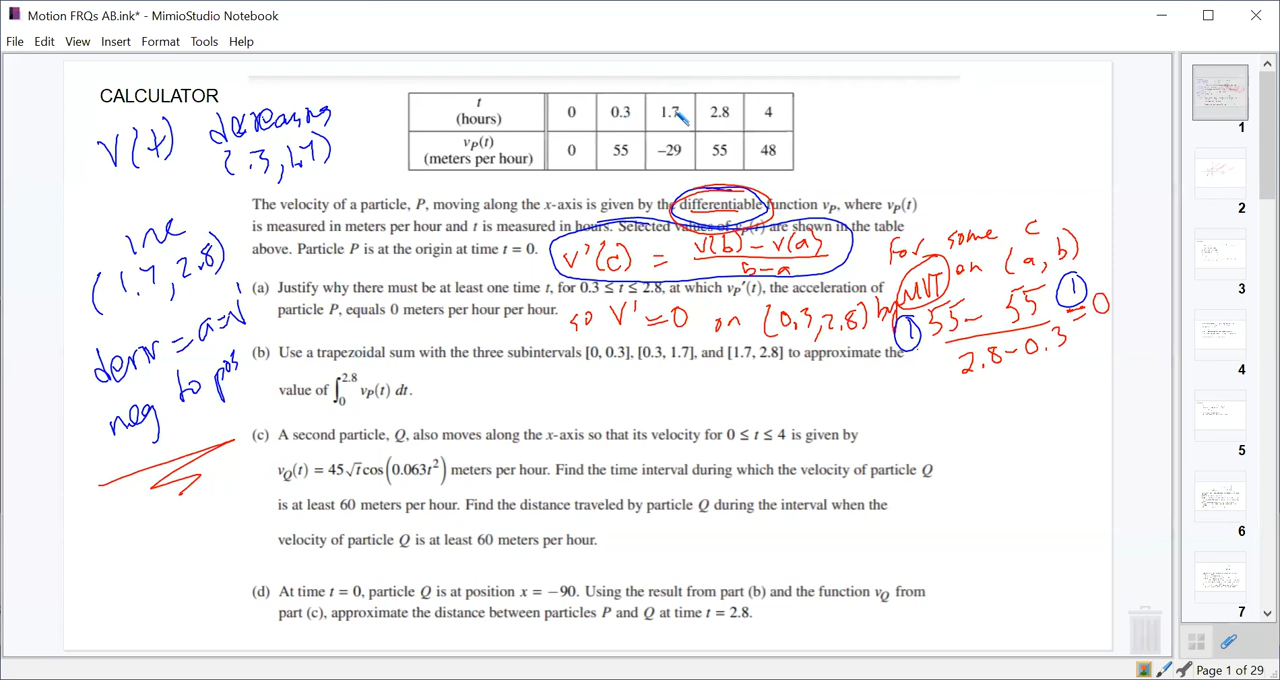 Motion FRQs AB.ink* - MimioStudio Notebook
File Edit View Insert Format Tools Help
CALCULATOR
t (hours) 0 0.3 1.7 2.8 4
vP(t) (meters per hour) 0 55 −29 55 48
V(t) decreasing
(.3, 1.7)
inc
(1.7, 2.8)
deriv = a = v'
neg to pos
The velocity of a particle, P, moving along the x-axis is given by the differentiable function vP, where vP(t)
is measured in meters per hour and t is measured in hours. Selected values of vP(t) are shown in the table
above. Particle P is at the origin at time t = 0.
v'(c) = v(b) − v(a) / b−a
for some c
on (a, b)
(a) Justify why there must be at least one time t, for 0.3 ≤ t ≤ 2.8, at which vP′(t), the acceleration of
particle P, equals 0 meters per hour per hour.
so V' = 0 on (0.3, 2.8) by MVT
55 − 55 / 2.8 − 0.3 = 0
1
1
(b) Use a trapezoidal sum with the three subintervals [0, 0.3], [0.3, 1.7], and [1.7, 2.8] to approximate the
value of ∫₀^2.8 vP(t) dt.
(c) A second particle, Q, also moves along the x-axis so that its velocity for 0 ≤ t ≤ 4 is given by
vQ(t) = 45√t cos(0.063t²) meters per hour. Find the time interval during which the velocity of particle Q
is at least 60 meters per hour. Find the distance traveled by particle Q during the interval when the
velocity of particle Q is at least 60 meters per hour.
(d) At time t = 0, particle Q is at position x = −90. Using the result from part (b) and the function vQ from
part (c), approximate the distance between particles P and Q at time t = 2.8.
1
2
3
4
5
6
7
Page 1 of 29